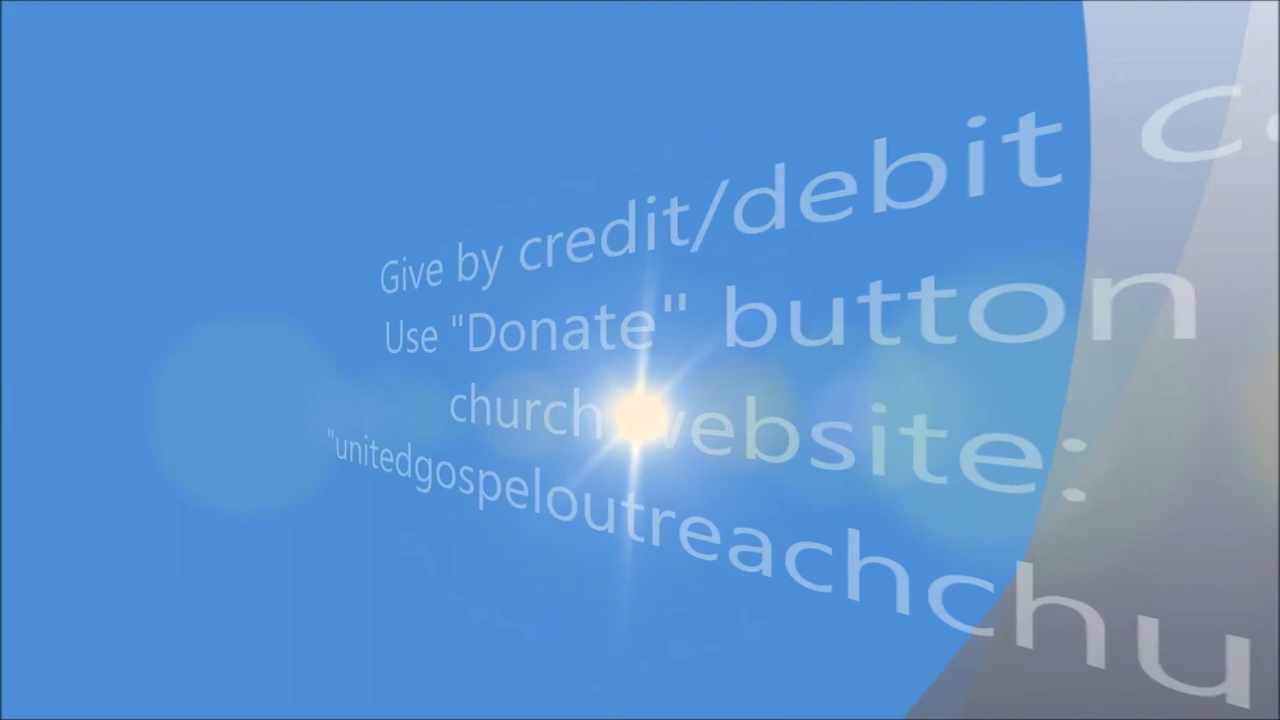 Give by credit/debit c
Use "Donate" button
church website:
"unitedgospeloutreachchu